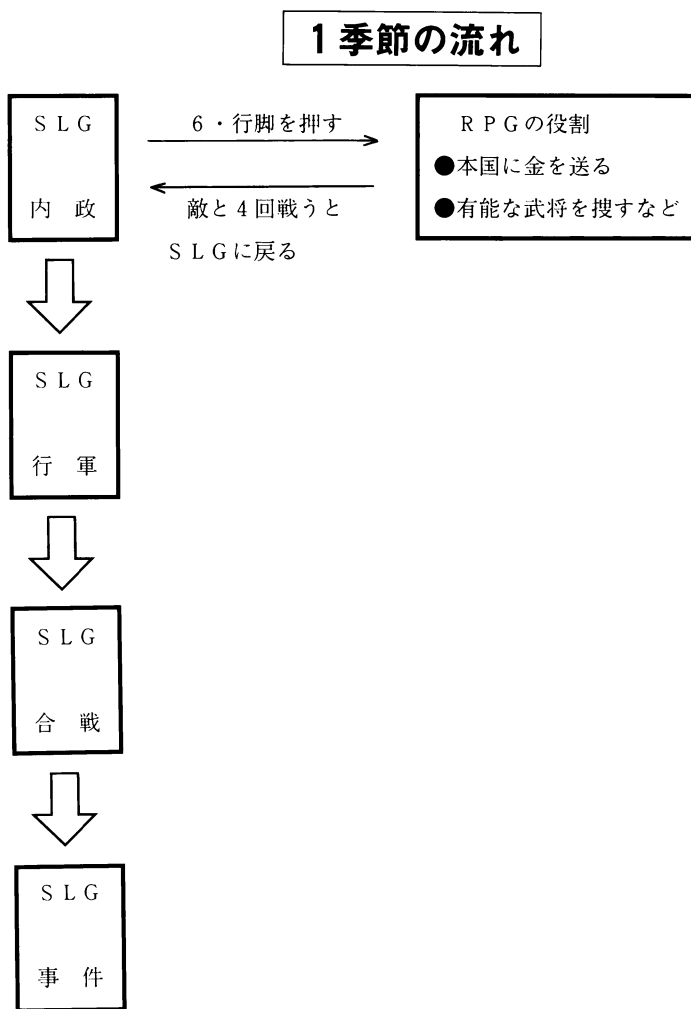 1季節の流れ
SLG
内政
6・行脚を押す
敵と4回戦うと
SLGに戻る
RPGの役割
●本国に金を送る
●有能な武将を捜すなど
SLG
行軍
SLG
合戦
SLG
事件